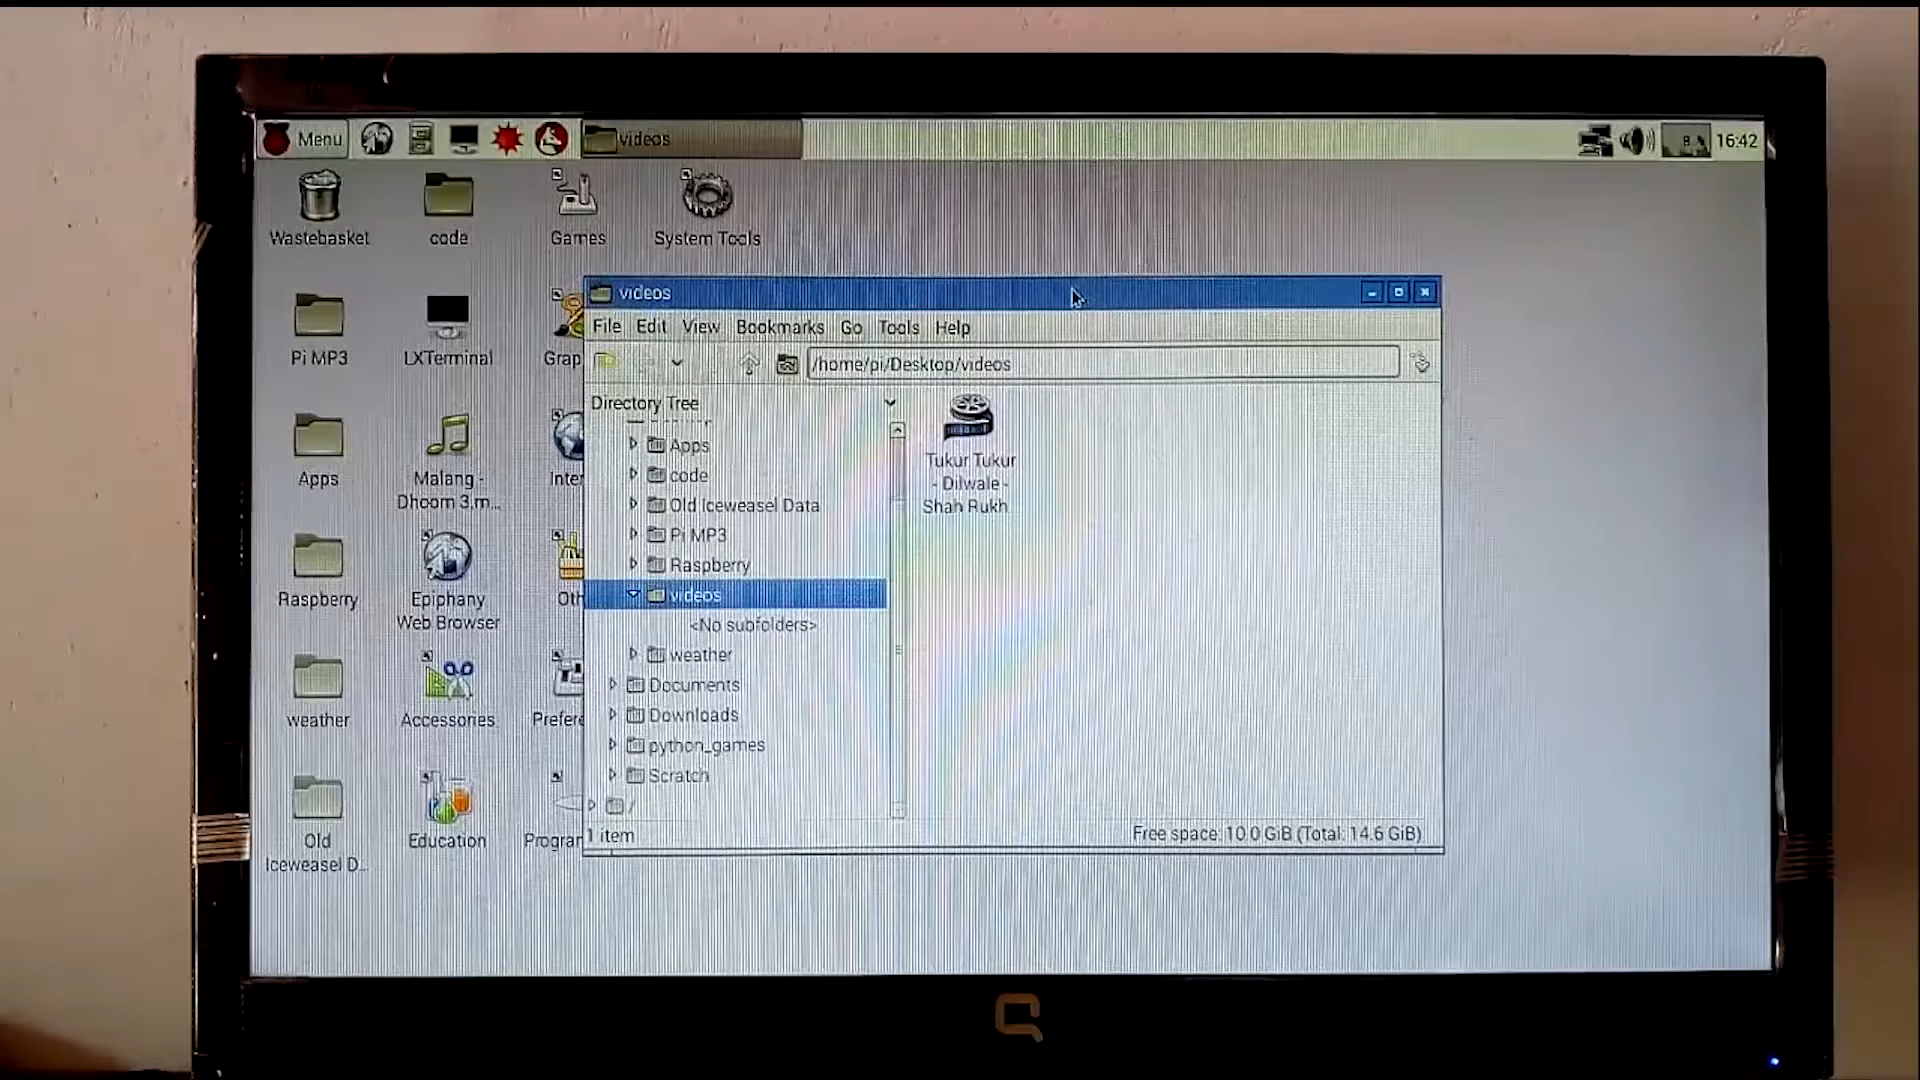 Menu
videos
16:42
Wastebasket
code
Games
System Tools
Pi MP3
LXTerminal
Grap
Apps
Malang -
Dhoom 3.m...
Inter
Raspberry
Epiphany
Web Browser
Oth
weather
Accessories
Prefere
Old
Iceweasel D...
Education
Program
videos
File Edit View Bookmarks Go Tools Help
/home/pi/Desktop/videos
Directory Tree
Apps
code
Old Iceweasel Data
Pi MP3
Raspberry
videos
<No subfolders>
weather
Documents
Downloads
python_games
Scratch
/
Tukur Tukur
- Dilwale -
Shah Rukh
1 item
Free space: 10.0 GiB (Total: 14.6 GiB)